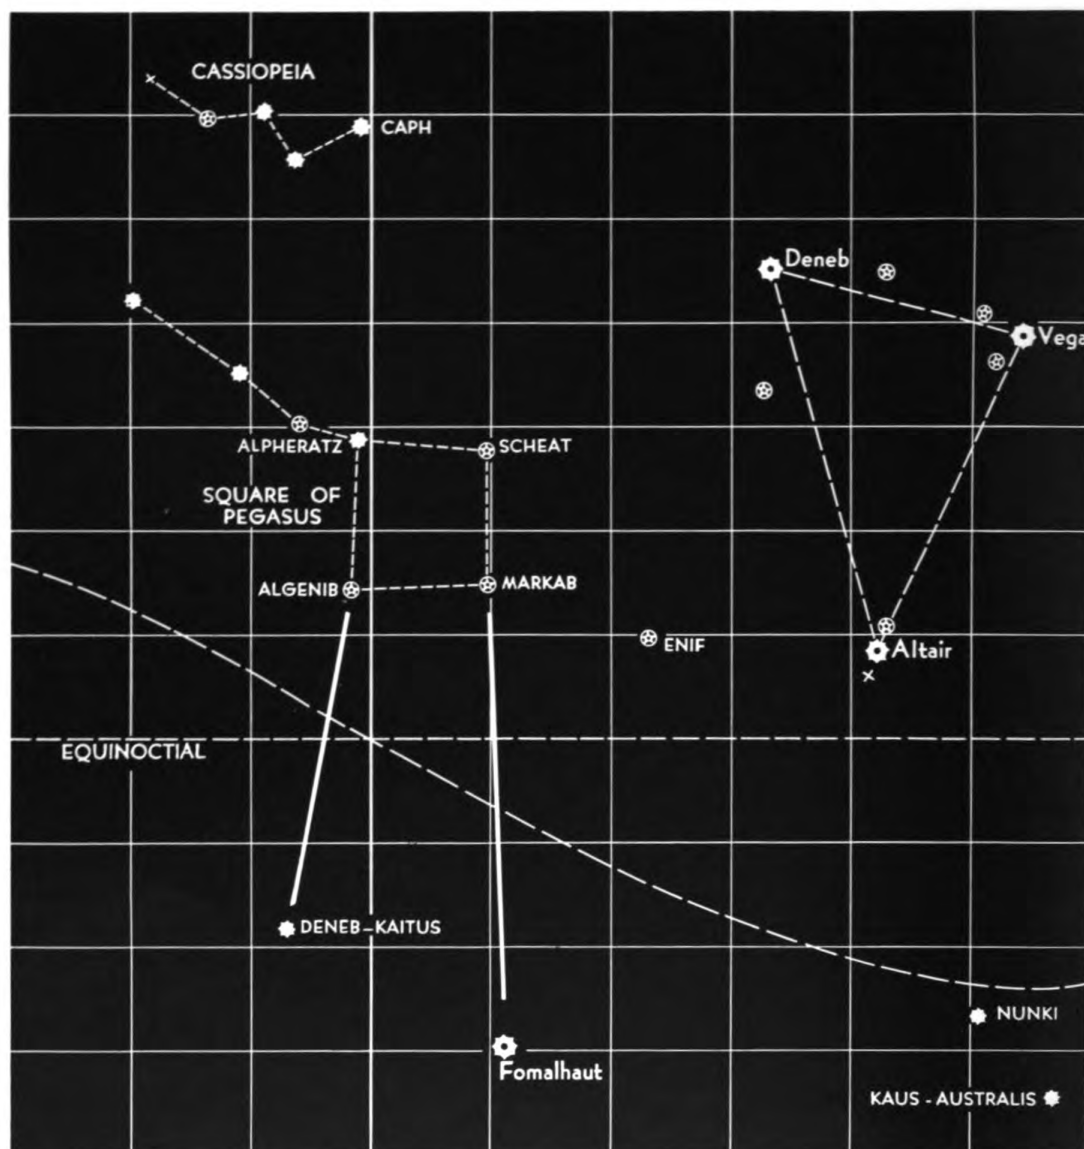 CASSIOPEIA
CAPH
Deneb
Vega
ALPHERATZ
SCHEAT
SQUARE OF
PEGASUS
ALGENIB
MARKAB
ENIF
Altair
EQUINOCTIAL
DENEB-KAITUS
NUNKI
Fomalhaut
KAUS - AUSTRALIS